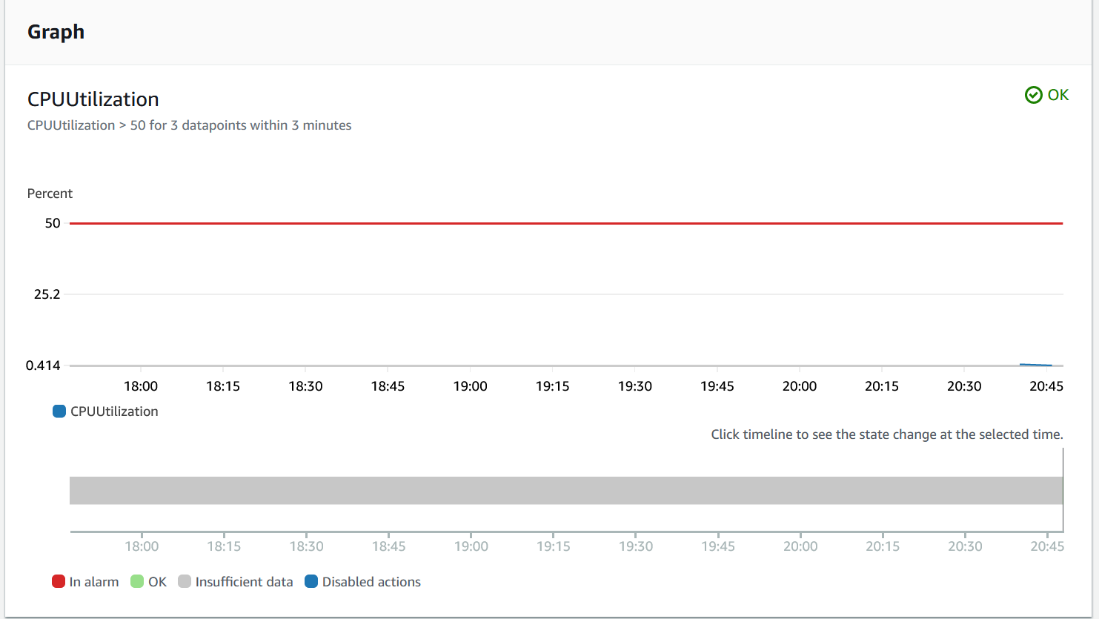 Graph
CPUUtilization
OK
CPUUtilization > 50 for 3 datapoints within 3 minutes
Percent
50
25.2
0.414
18:00 18:15 18:30 18:45 19:00 19:15 19:30 19:45 20:00 20:15 20:30 20:45
CPUUtilization
Click timeline to see the state change at the selected time.
18:00 18:15 18:30 18:45 19:00 19:15 19:30 19:45 20:00 20:15 20:30 20:45
In alarm OK Insufficient data Disabled actions